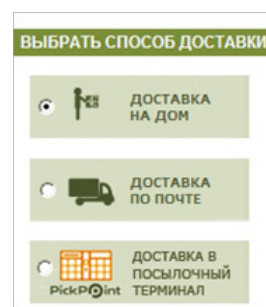 ВЫБРАТЬ СПОСОБ ДОСТАВКИ
ДОСТАВКА
НА ДОМ
ДОСТАВКА
ПО ПОЧТЕ
ДОСТАВКА В
ПОСЫЛОЧНЫЙ
PickPoint ТЕРМИНАЛ